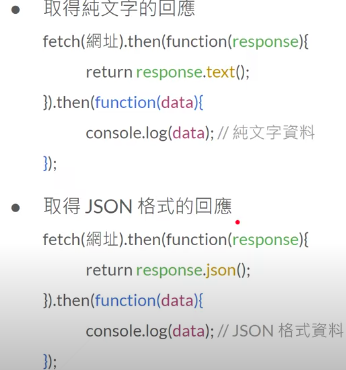 ● 取得純文字的回應
fetch(網址).then(function(response){
return response.text();
}).then(function(data){
console.log(data); // 純文字資料
});
● 取得 JSON 格式的回應
fetch(網址).then(function(response){
return response.json();
}).then(function(data){
console.log(data); // JSON 格式資料
});